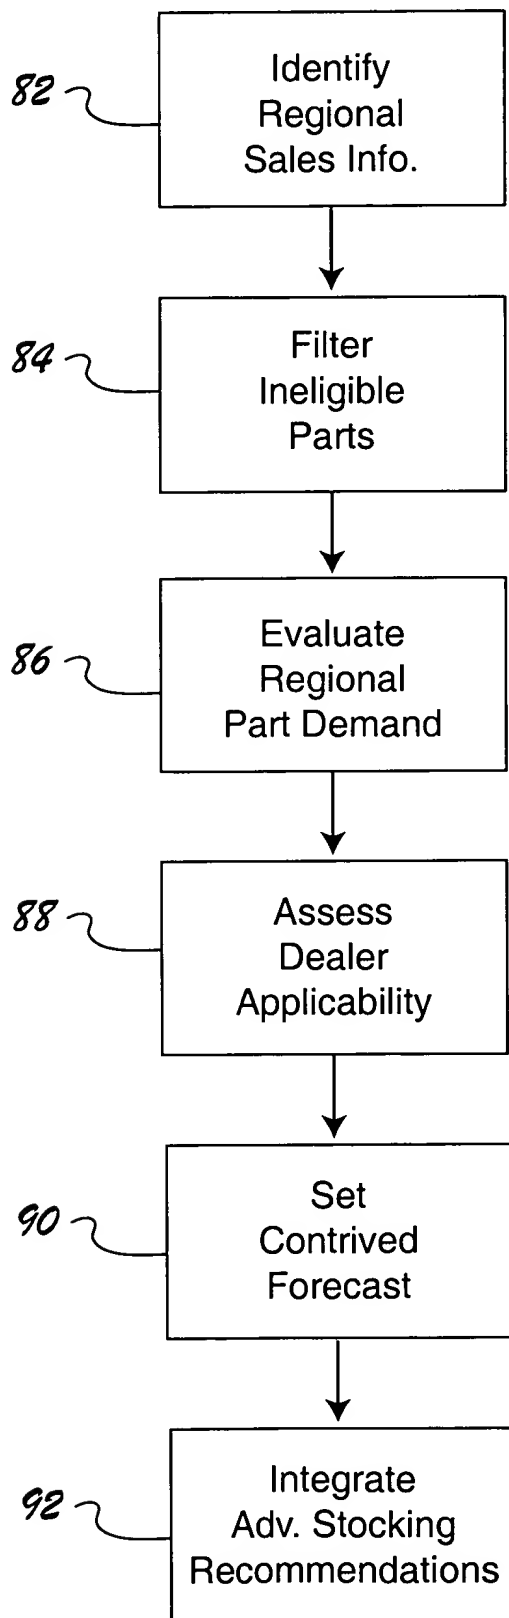 82
Identify
Regional
Sales Info.
84
Filter
Ineligible
Parts
86
Evaluate
Regional
Part Demand
88
Assess
Dealer
Applicability
90
Set
Contrived
Forecast
92
Integrate
Adv. Stocking
Recommendations